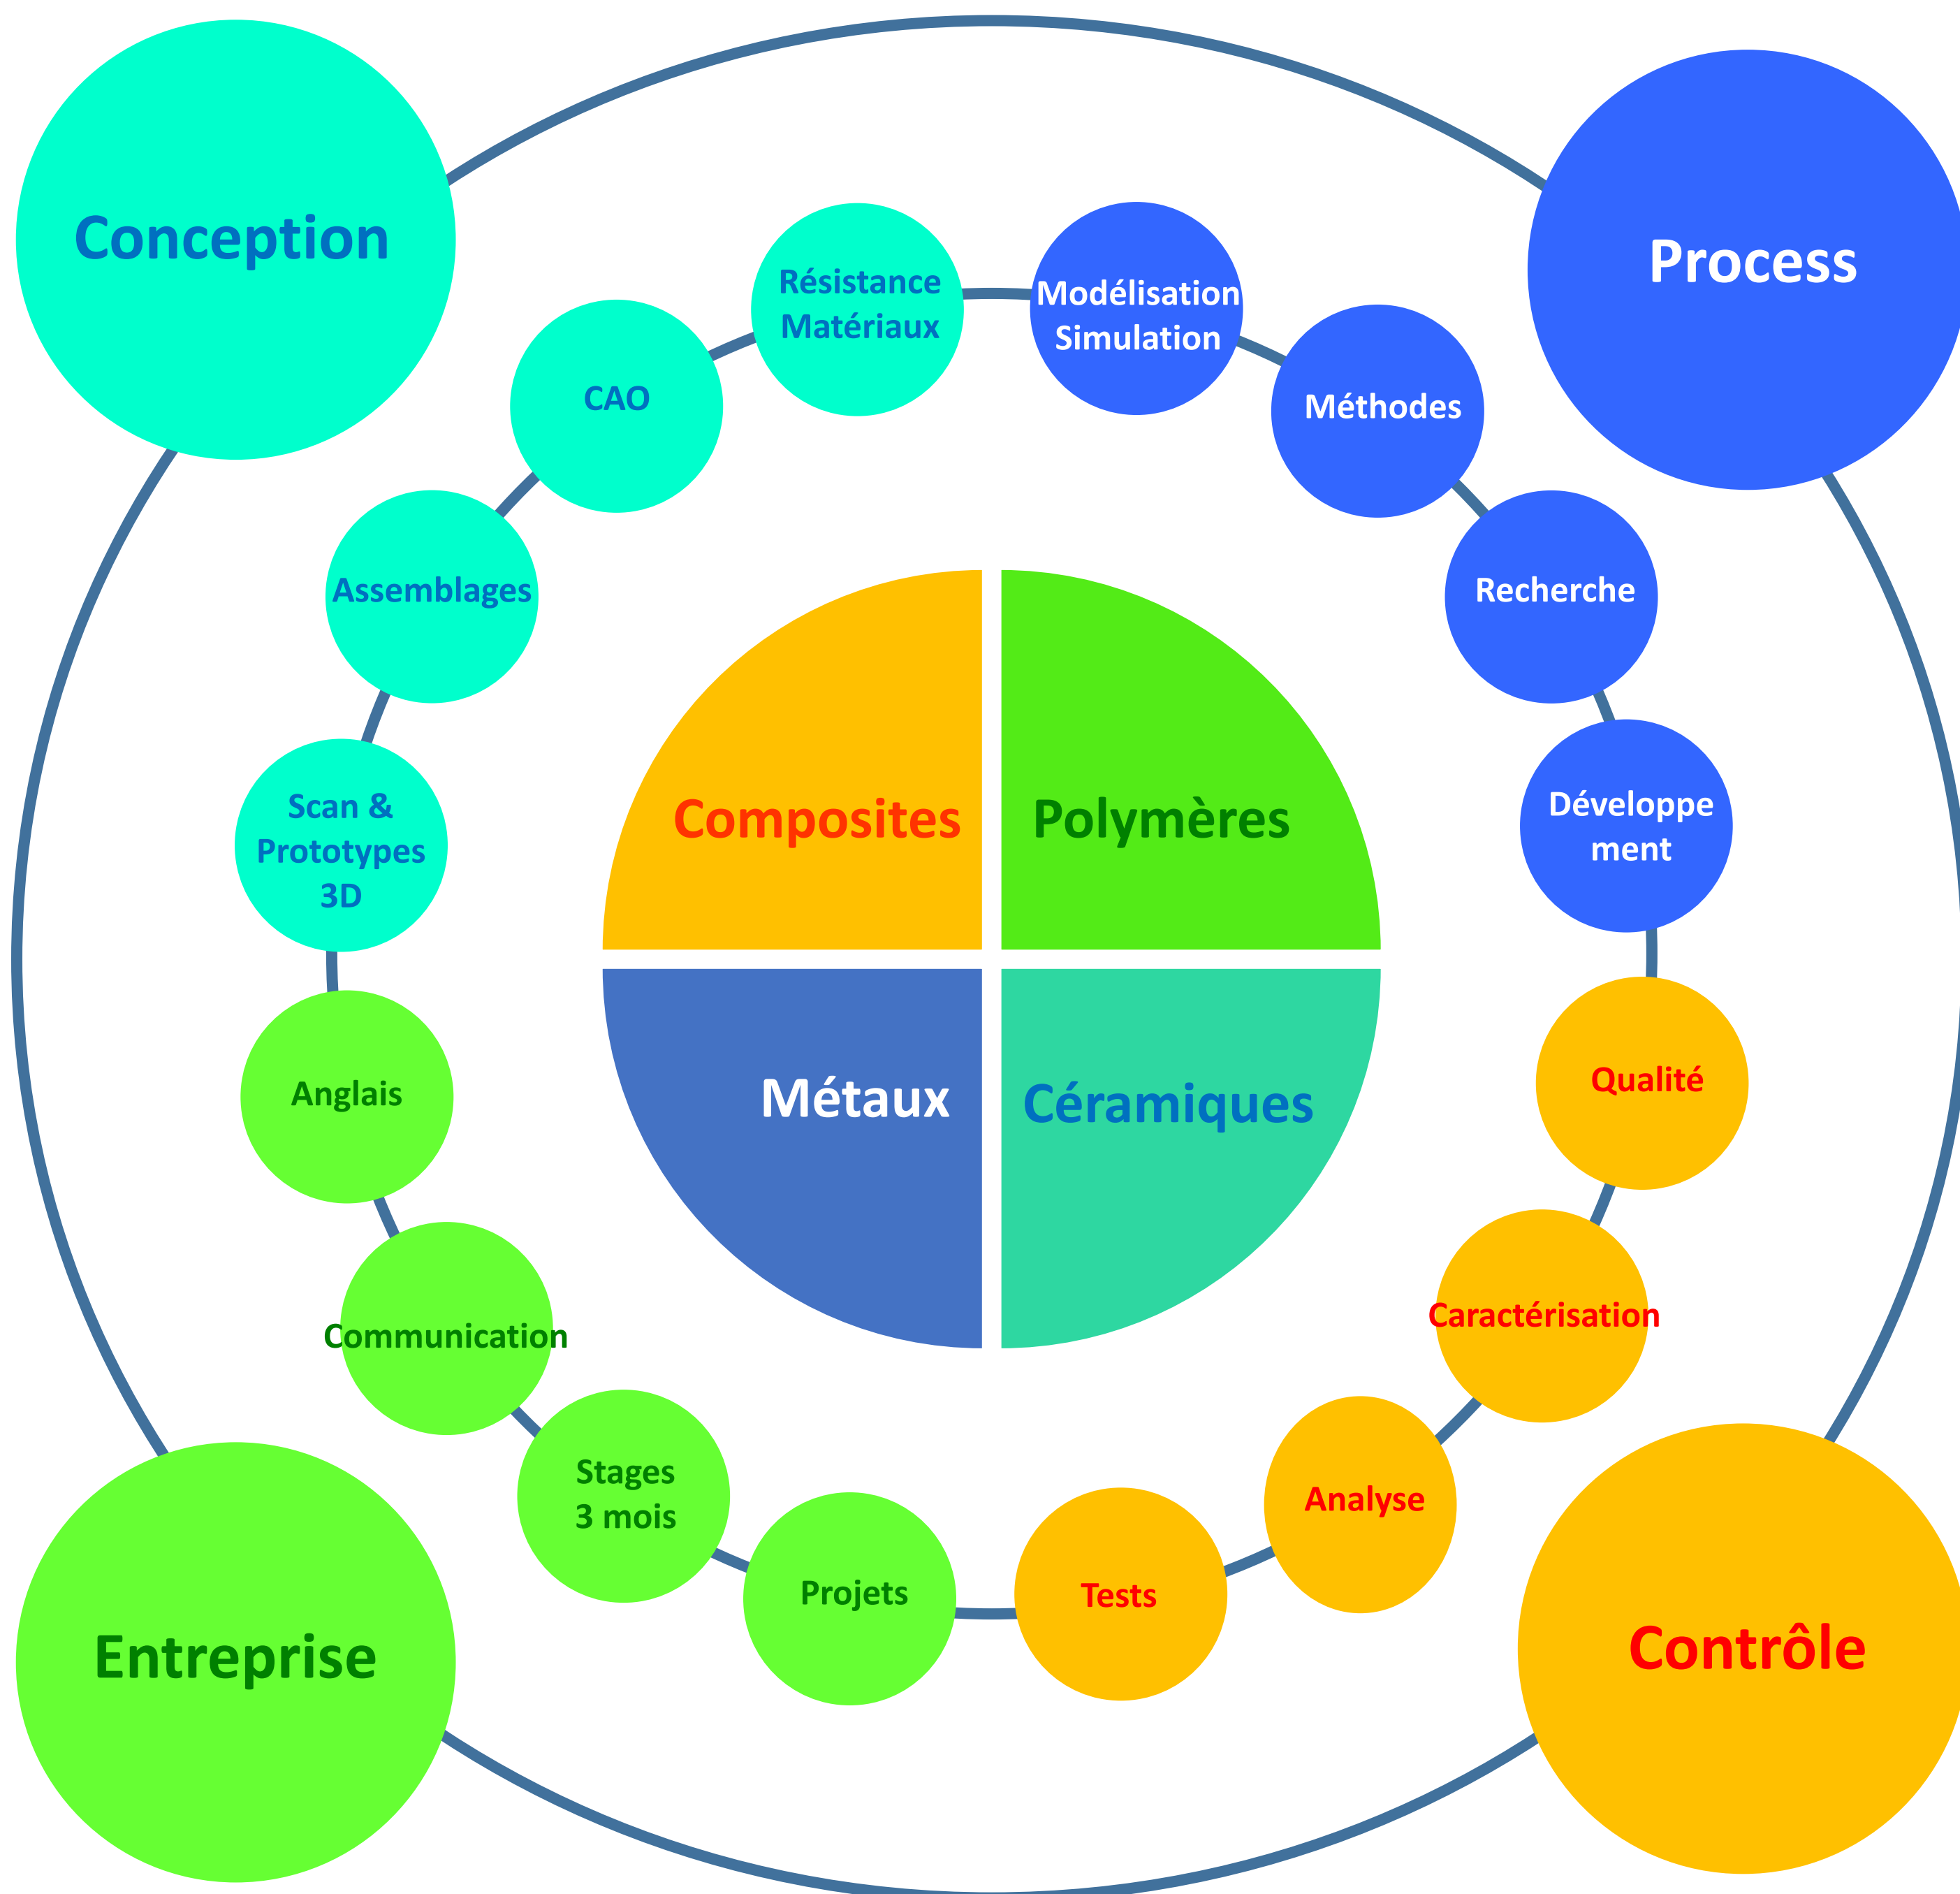 Conception
Process
Résistance
Matériaux
Modélisation
Simulation
CAO
Méthodes
Assemblages
Recherche
Scan &
Prototypes
3D
Composites
Polymères
Développe
ment
Anglais
Métaux
Céramiques
Qualité
Communication
Caractérisation
Stages
3 mois
Analyse
Projets
Tests
Entreprise
Contrôle